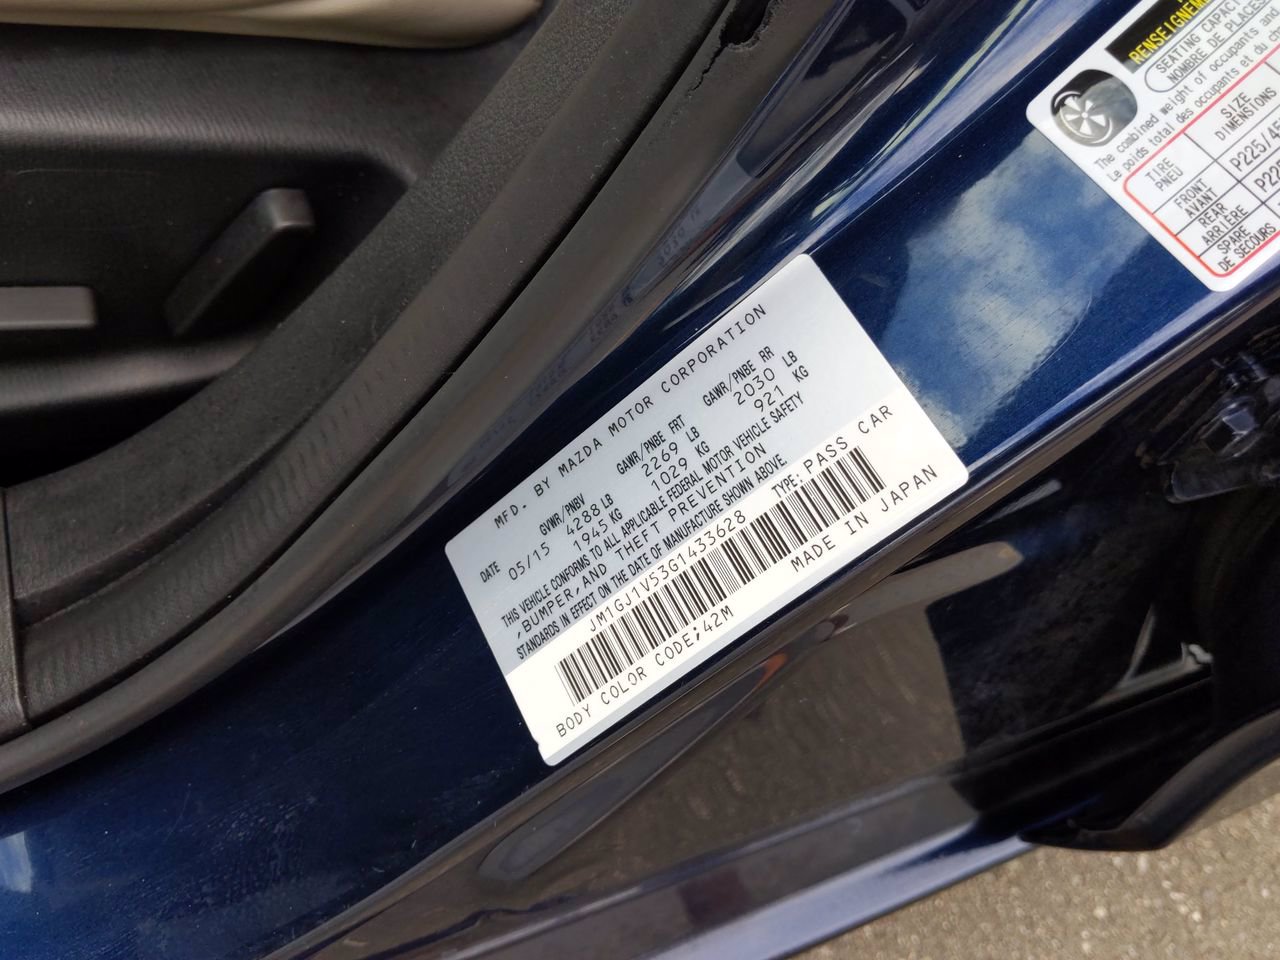 MFD. BY MAZDA MOTOR CORPORATION
GVWR/PNBV GAWR/PNBE FRT GAWR/PNBE RR
DATE 05/15 4288 LB 2269 LB 2030 LB
1945 KG 1029 KG 921 KG
THIS VEHICLE CONFORMS TO ALL APPLICABLE FEDERAL MOTOR VEHICLE SAFETY
,BUMPER,AND THEFT PREVENTION
STANDARDS IN EFFECT ON THE DATE OF MANUFACTURE SHOWN ABOVE.
JM1GJ1V53G1433628 TYPE: PASS CAR
BODY COLOR CODE;42M MADE IN JAPAN
SEATING CAPAC
NOMBRE DE PLACES
The combined weight of occupants and
Le poids total des occupants et du
TIRE
PNEU
SIZE
DIMENSIONS
FRONT
AVANT
P225/45
REAR
ARRIÈRE
SPARE
DE SECOURS